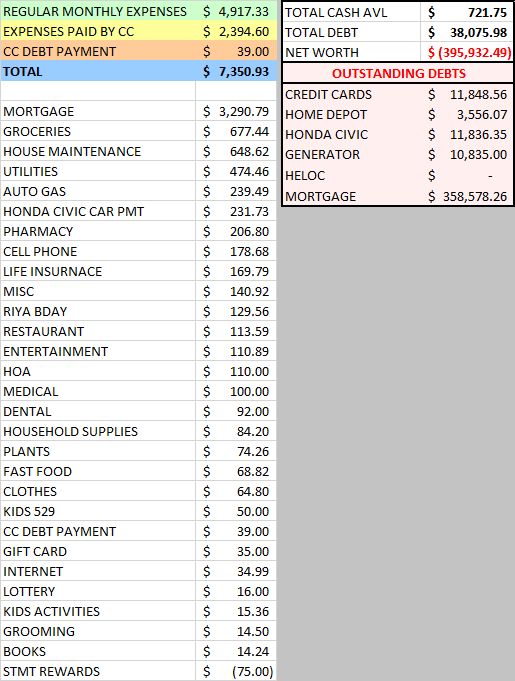 REGULAR MONTHLY EXPENSES $ 4,917.33
EXPENSES PAID BY CC $ 2,394.60
CC DEBT PAYMENT $ 39.00
TOTAL $ 7,350.93
MORTGAGE $ 3,290.79
GROCERIES $ 677.44
HOUSE MAINTENANCE $ 648.62
UTILITIES $ 474.46
AUTO GAS $ 239.49
HONDA CIVIC CAR PMT $ 231.73
PHARMACY $ 206.80
CELL PHONE $ 178.68
LIFE INSURNACE $ 169.79
MISC $ 140.92
RIYA BDAY $ 129.56
RESTAURANT $ 113.59
ENTERTAINMENT $ 110.89
HOA $ 110.00
MEDICAL $ 100.00
DENTAL $ 92.00
HOUSEHOLD SUPPLIES $ 84.20
PLANTS $ 74.26
FAST FOOD $ 68.82
CLOTHES $ 64.80
KIDS 529 $ 50.00
CC DEBT PAYMENT $ 39.00
GIFT CARD $ 35.00
INTERNET $ 34.99
LOTTERY $ 16.00
KIDS ACTIVITIES $ 15.36
GROOMING $ 14.50
BOOKS $ 14.24
STMT REWARDS $ (75.00)
TOTAL CASH AVL $ 721.75
TOTAL DEBT $ 38,075.98
NET WORTH $ (395,932.49)
OUTSTANDING DEBTS
CREDIT CARDS $ 11,848.56
HOME DEPOT $ 3,556.07
HONDA CIVIC $ 11,836.35
GENERATOR $ 10,835.00
HELOC $ -
MORTGAGE $ 358,578.26